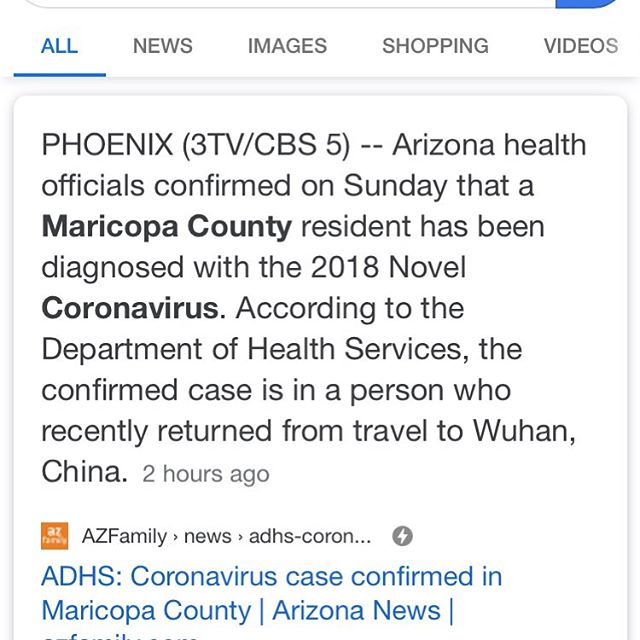 ALL NEWS IMAGES SHOPPING VIDEOS
PHOENIX (3TV/CBS 5) -- Arizona health
officials confirmed on Sunday that a
Maricopa County resident has been
diagnosed with the 2018 Novel
Coronavirus. According to the
Department of Health Services, the
confirmed case is in a person who
recently returned from travel to Wuhan,
China. 2 hours ago
az
family
AZFamily › news › adhs-coron...
ADHS: Coronavirus case confirmed in
Maricopa County | Arizona News |
azfamily.com